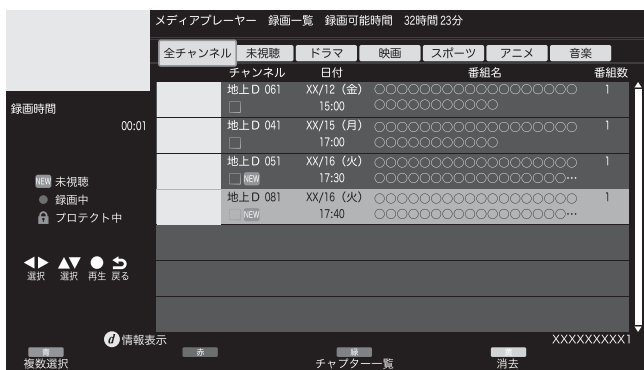 メディアプレーヤー 録画一覧 録画可能時間 32時間23分
全チャンネル 未視聴 ドラマ 映画 スポーツ アニメ 音楽
チャンネル 日付 番組名 番組数
地上D 061 XX/12 (金) ○○○○○○○○○○○○○○○○○○ 1
15:00 ○○○○○○○○○○○
地上D 041 XX/15 (月) ○○○○○○○○○○○○○○○○○○ 1
17:00 ○○○○○○○○○○○
地上D 051 XX/16 (火) ○○○○○○○○○○○○○○○○○○ 1
NEW 17:30 ○○○○○○○○○○○○○○○○○…
地上D 081 XX/16 (火) ○○○○○○○○○○○○○○○○○○ 1
NEW 17:40 ○○○○○○○○○○○○○○○○○…
録画時間
00:01
NEW 未視聴
録画中
プロテクト中
選択 選択 再生 戻る
d 情報表示
XXXXXXXXX1
青 赤 緑 黄
複数選択 チャプター一覧 消去